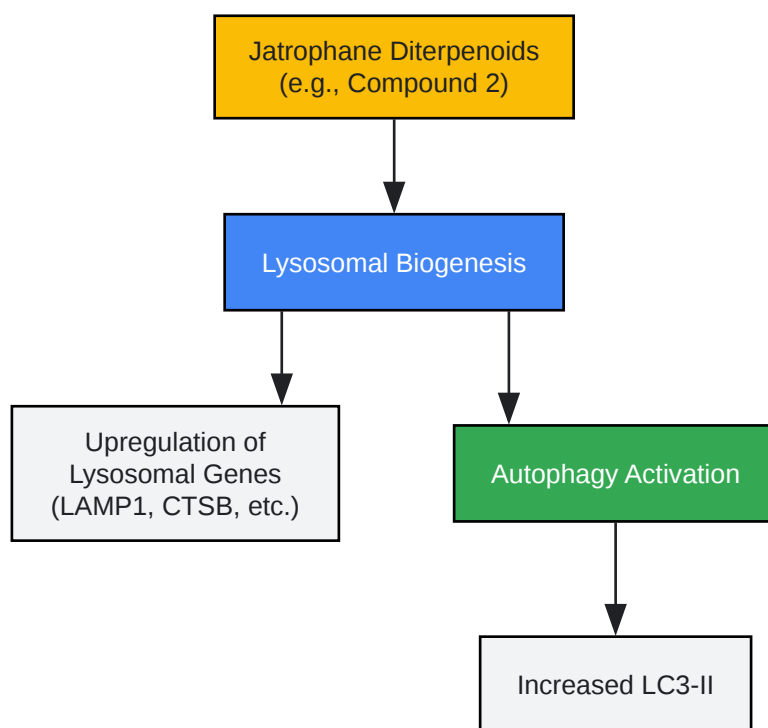 Jatrophane Diterpenoids
(e.g., Compound 2)
Lysosomal Biogenesis
Upregulation of
Lysosomal Genes
(LAMP1, CTSB, etc.)
Autophagy Activation
Increased LC3-II